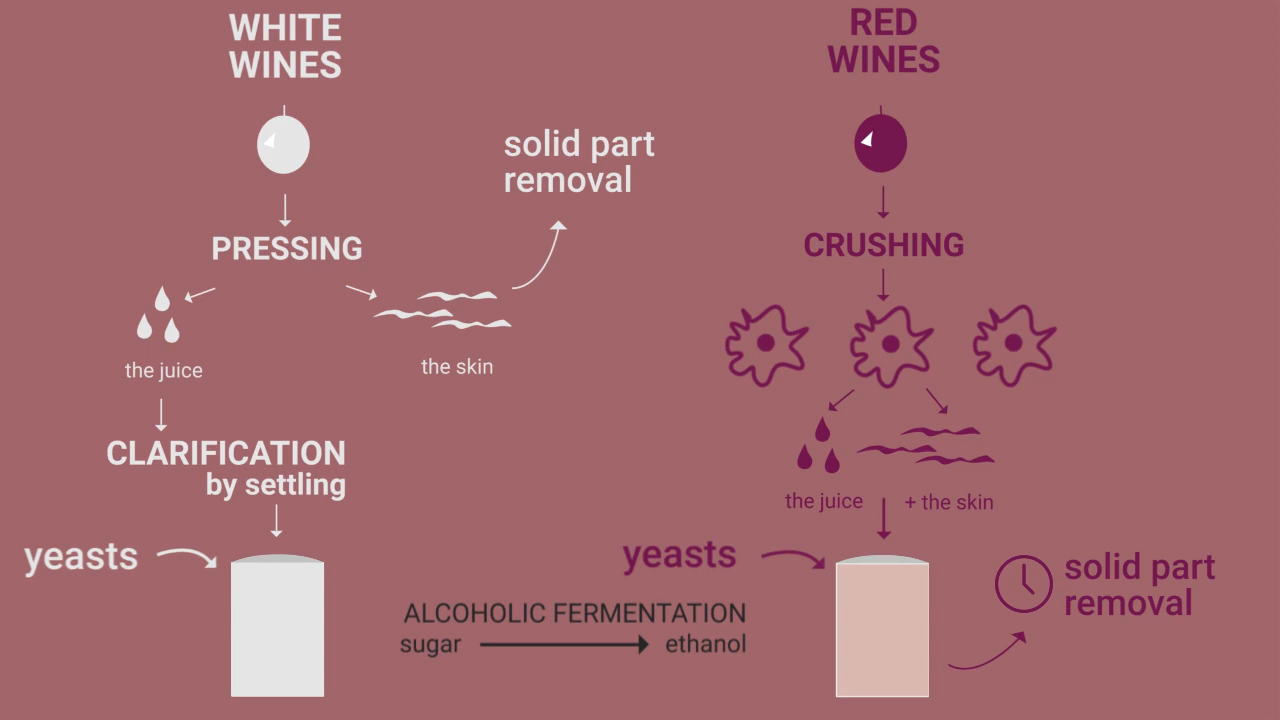 WHITE
WINES
solid part
removal
PRESSING
the juice
the skin
CLARIFICATION
by settling
yeasts
ALCOHOLIC FERMENTATION
sugar
ethanol
RED
WINES
CRUSHING
the juice
+ the skin
yeasts
solid part
removal